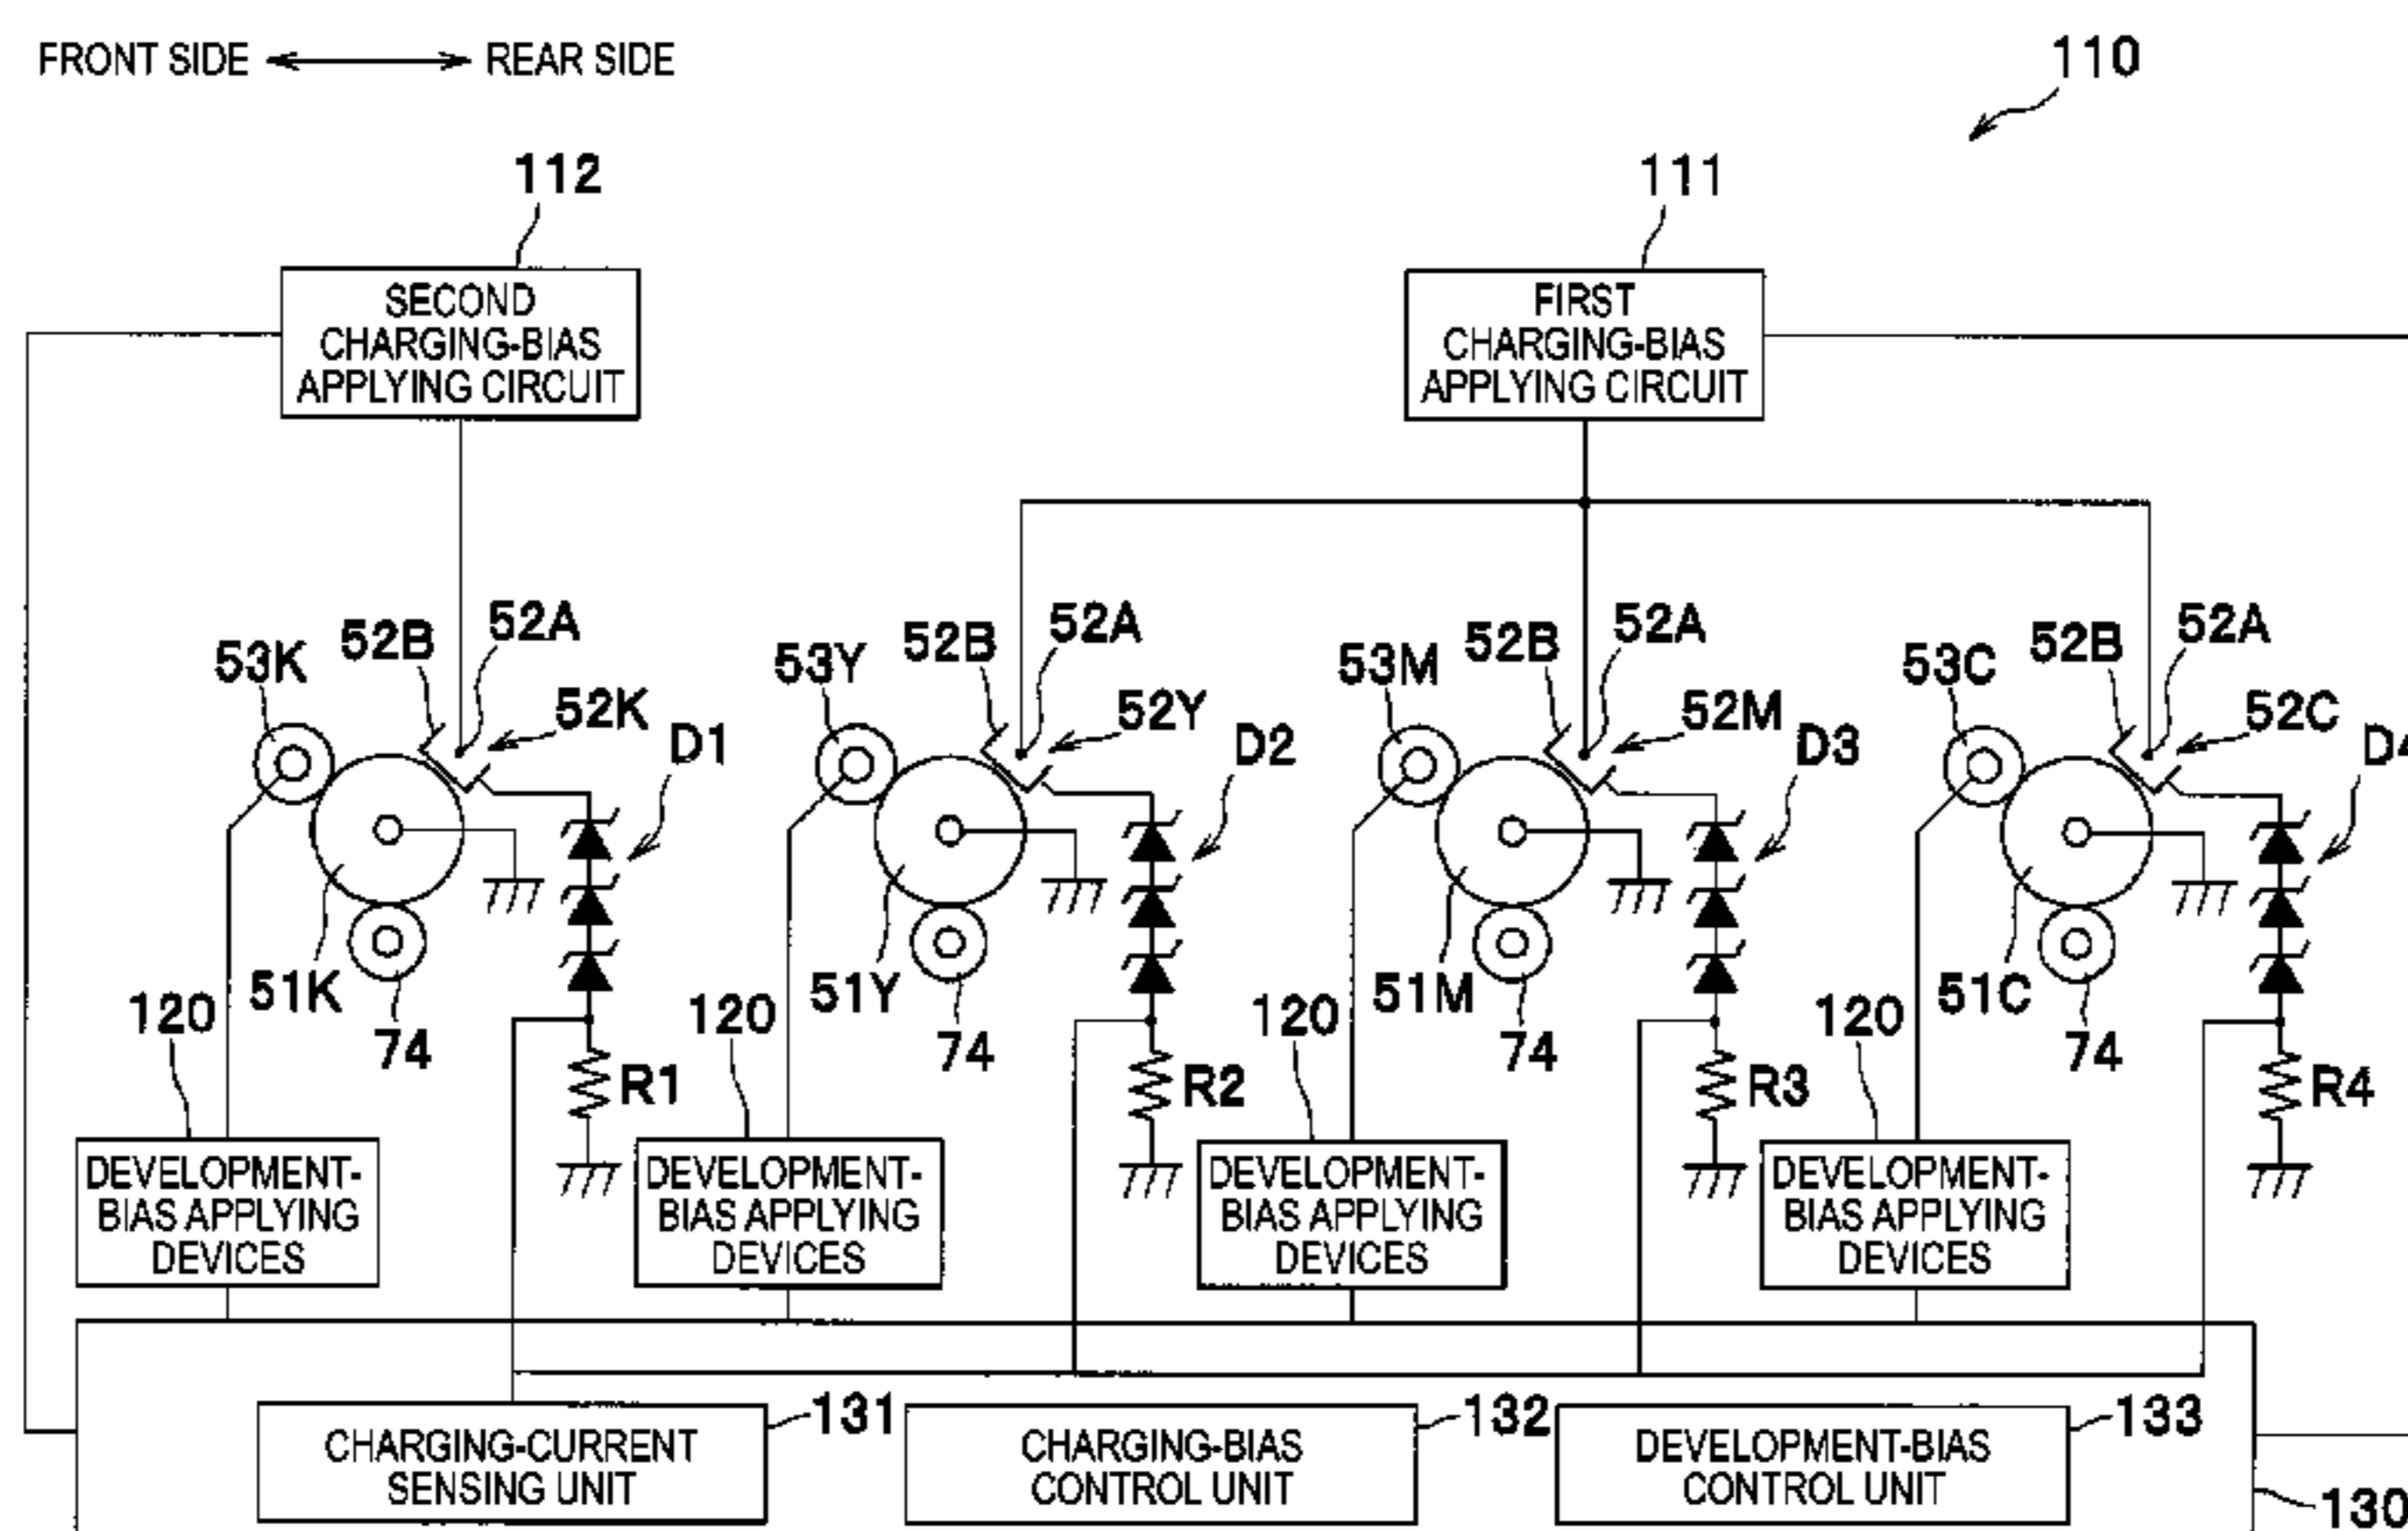 FRONT SIDE REAR SIDE
110
112
111
SECOND
CHARGING-BIAS
APPLYING CIRCUIT
FIRST
CHARGING-BIAS
APPLYING CIRCUIT
53K 52B 52A 52K D1
53Y 52B 52A 52Y D2
53M 52B 52A 52M D3
53C 52B 52A 52C D4
120 51K 74 R1
120 51Y 74 R2
120 51M 74 R3
120 51C 74 R4
DEVELOPMENT-
BIAS APPLYING
DEVICES
DEVELOPMENT-
BIAS APPLYING
DEVICES
DEVELOPMENT-
BIAS APPLYING
DEVICES
DEVELOPMENT-
BIAS APPLYING
DEVICES
CHARGING-CURRENT
SENSING UNIT
131
CHARGING-BIAS
CONTROL UNIT
132
DEVELOPMENT-BIAS
CONTROL UNIT
133
130